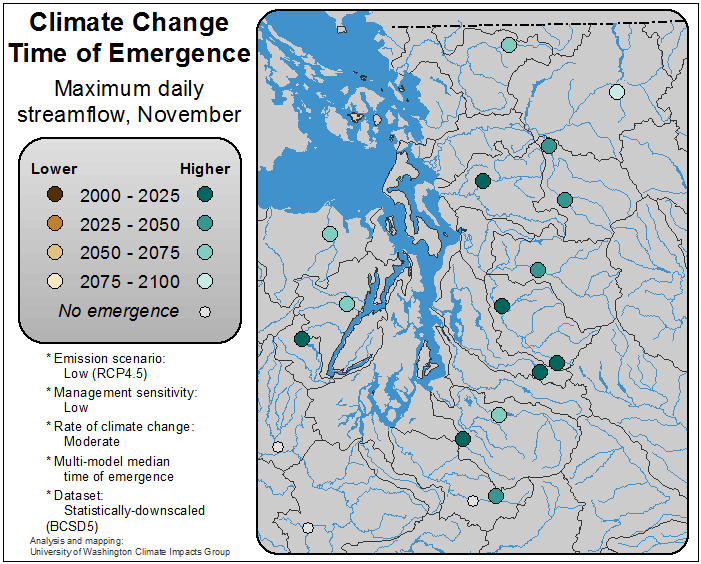 Climate Change
Time of Emergence
Maximum daily
streamflow, November
Lower Higher
2000 - 2025
2025 - 2050
2050 - 2075
2075 - 2100
No emergence
* Emission scenario:
Low (RCP4.5)
* Management sensitivity:
Low
* Rate of climate change:
Moderate
* Multi-model median
time of emergence
* Dataset:
Statistically-downscaled
(BCSD5)
Analysis and mapping:
University of Washington Climate Impacts Group